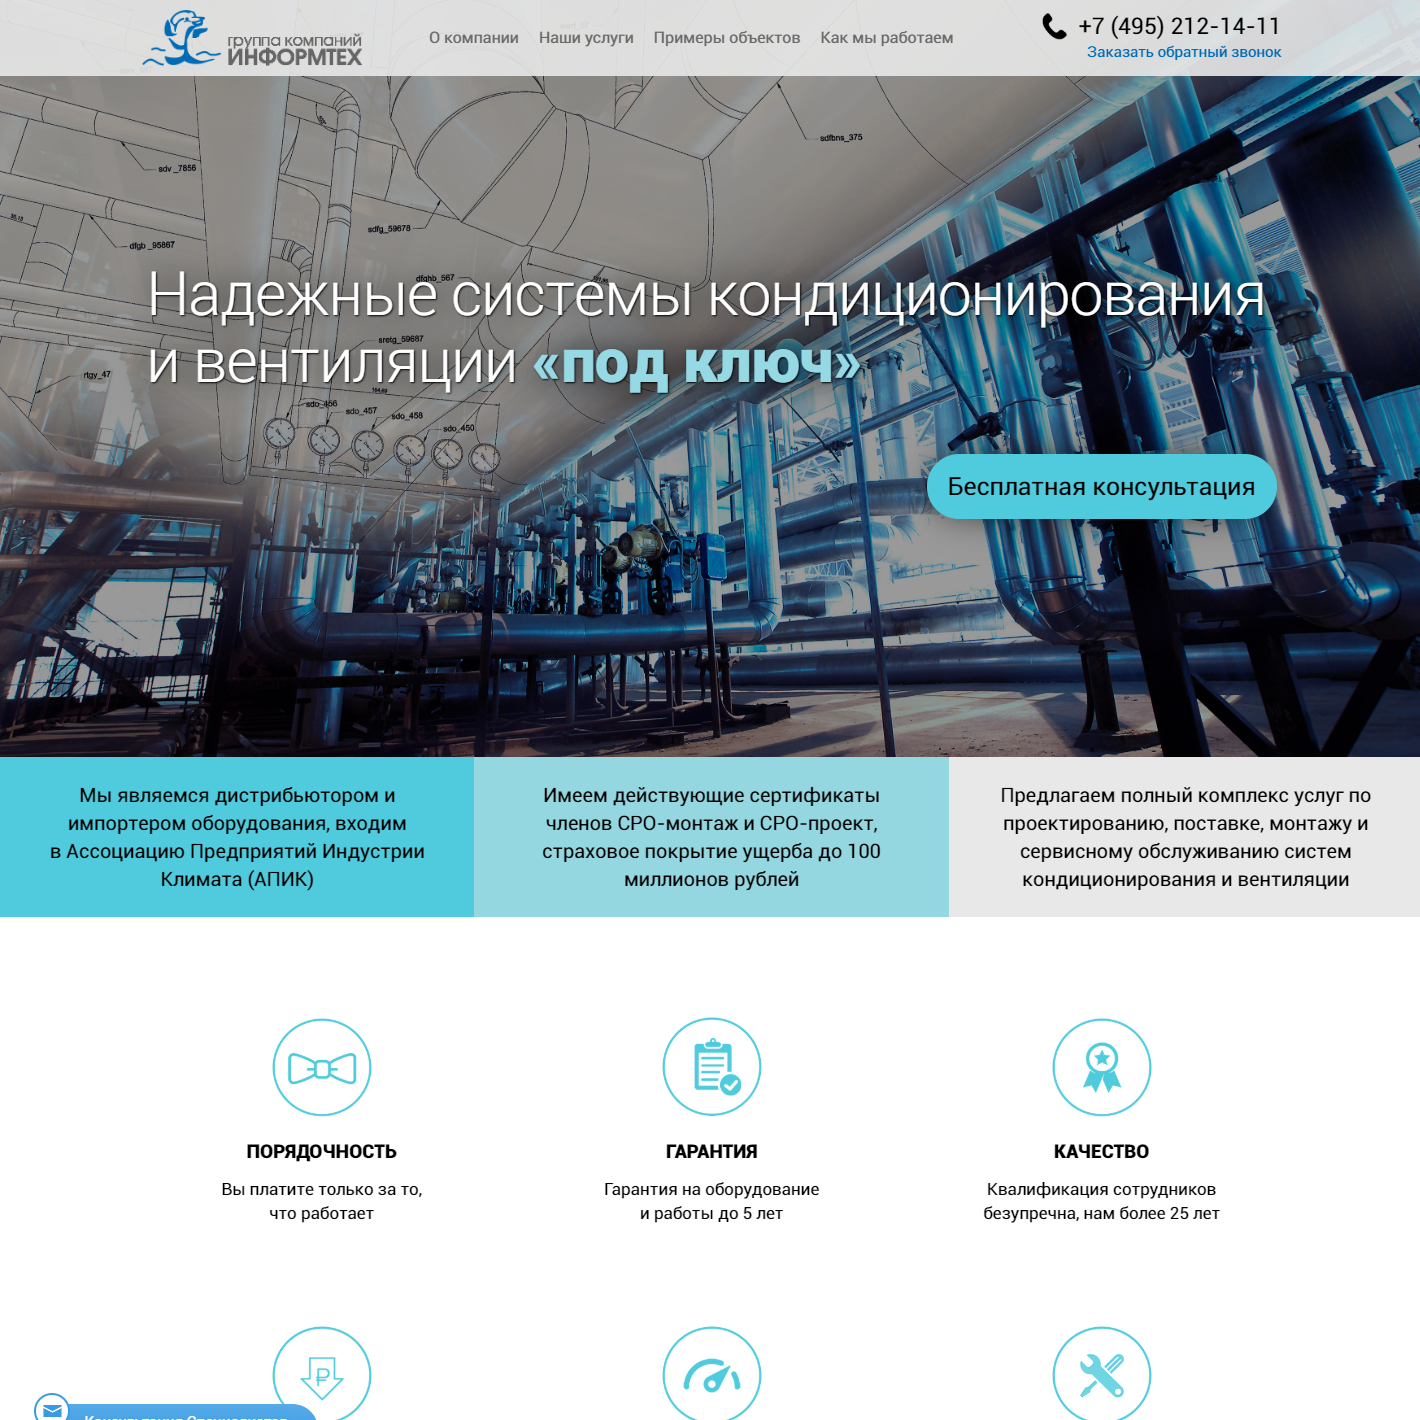 группа компаний
ИНФОРМТЕХ
О компании
Наши услуги
Примеры объектов
Как мы работаем
+7 (495) 212-14-11
Заказать обратный звонок
sdfbns_375
sdv _7856
sdfg_59678
dfgb _95867
dfghb_567
Надежные системы кондиционирования
и вентиляции «под ключ»
sretg_59687
rtgy_47
sdo_456
sdo_457
sdo_458
sdo_450
Бесплатная консультация
Мы являемся дистрибьютором и
импортером оборудования, входим
в Ассоциацию Предприятий Индустрии
Климата (АПИК)
Имеем действующие сертификаты
членов СРО-монтаж и СРО-проект,
страховое покрытие ущерба до 100
миллионов рублей
Предлагаем полный комплекс услуг по
проектированию, поставке, монтажу и
сервисному обслуживанию систем
кондиционирования и вентиляции
ПОРЯДОЧНОСТЬ
Вы платите только за то,
что работает
ГАРАНТИЯ
Гарантия на оборудование
и работы до 5 лет
КАЧЕСТВО
Квалификация сотрудников
безупречна, нам более 25 лет